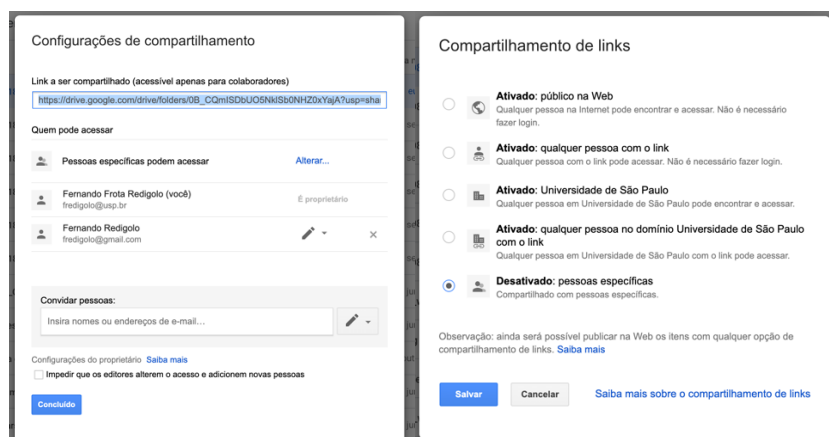 Configurações de compartilhamento
Link a ser compartilhado (acessível apenas para colaboradores)
https://drive.google.com/drive/folders/0B_CQmISDbUO5NklSb0NHZ0xYajA?usp=sha
Quem pode acessar
Pessoas específicas podem acessar
Alterar...
Fernando Frota Redigolo (você)
fredigolo@usp.br
É proprietário
Fernando Redigolo
fredigolo@gmail.com
Convidar pessoas:
Insira nomes ou endereços de e-mail...
Configurações do proprietário Saiba mais
Impedir que os editores alterem o acesso e adicionem novas pessoas
Concluído
Compartilhamento de links
Ativado: público na Web
Qualquer pessoa na Internet pode encontrar e acessar. Não é necessário
fazer login.
Ativado: qualquer pessoa com o link
Qualquer pessoa com o link pode acessar. Não é necessário fazer login.
Ativado: Universidade de São Paulo
Qualquer pessoa em Universidade de São Paulo pode encontrar e acessar.
Ativado: qualquer pessoa no domínio Universidade de São Paulo
com o link
Qualquer pessoa em Universidade de São Paulo com o link pode acessar.
Desativado: pessoas específicas
Compartilhado com pessoas específicas.
Observação: ainda será possível publicar na Web os itens com qualquer opção de
compartilhamento de links. Saiba mais
Salvar
Cancelar
Saiba mais sobre o compartilhamento de links